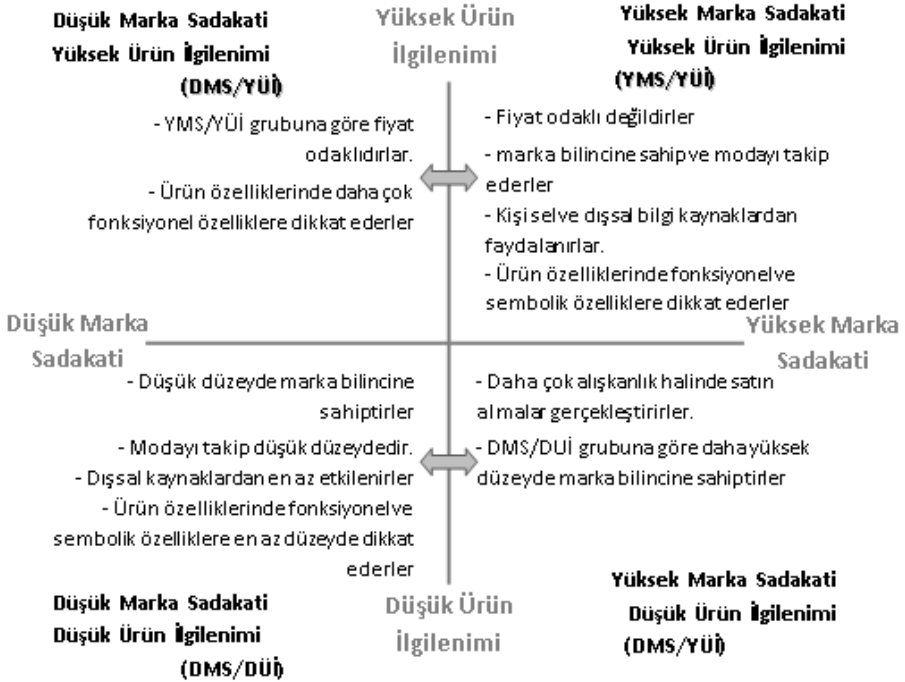 Düşük Marka Sadakati
Yüksek Ürün İlgilenimi
(DMS/YÜİ)
Yüksek Ürün
İlgilenimi
Yüksek Marka Sadakati
Yüksek Ürün İlgilenimi
(YMS/YÜİ)
- YMS/YÜİ grubuna göre fiyat
odaklıdırlar.
- Ürün özelliklerinde daha çok
fonksiyonel özelliklere dikkat ederler
- Fiyat odaklı değildirler
- marka bilincine sahipve modayı takip
ederler
- Kişiselve dışsal bilgi kaynaklardan
faydalanırlar.
- Ürün özelliklerinde fonksiyonelve
sembolik özelliklere dikkat ederler
Düşük Marka
Sadakati
Yüksek Marka
Sadakati
- Düşük düzeyde marka bilincine
sahiptirler
- Modayı takip düşük düzeydedir.
- Dışsal kaynaklardan en az etkilenirler
- Ürün özelliklerinde fonksiyonelve
sembolik özelliklere en az düzeyde dikkat
ederler
- Daha çok alışkanlık halinde satın
almalar gerçekleştirirler.
- DMS/DUİ grubuna göre daha yüksek
düzeyde marka bilincine sahiptirler
Düşük Marka Sadakati
Düşük Ürün İlgilenimi
(DMS/DÜİ)
Düşük Ürün
İlgilenimi
Yüksek Marka Sadakati
Düşük Ürün İlgilenimi
(DMS/YÜİ)